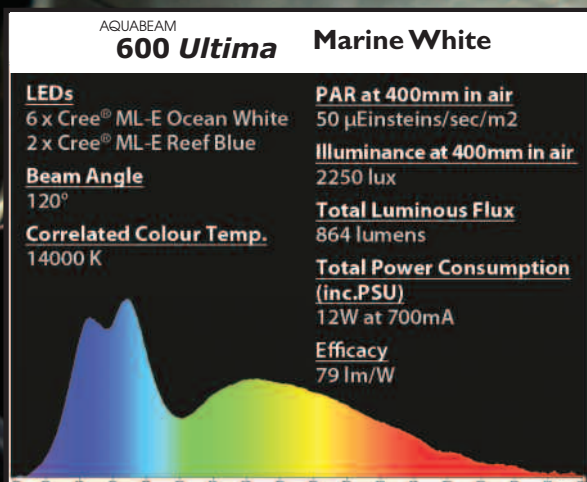 AQUABEAM
600 Ultima
Marine White
LEDs
6 x Cree® ML-E Ocean White
2 x Cree® ML-E Reef Blue
Beam Angle
120°
Correlated Colour Temp.
14000 K
PAR at 400mm in air
50 µEinsteins/sec/m2
Illuminance at 400mm in air
2250 lux
Total Luminous Flux
864 lumens
Total Power Consumption
(inc.PSU)
12W at 700mA
Efficacy
79 lm/W